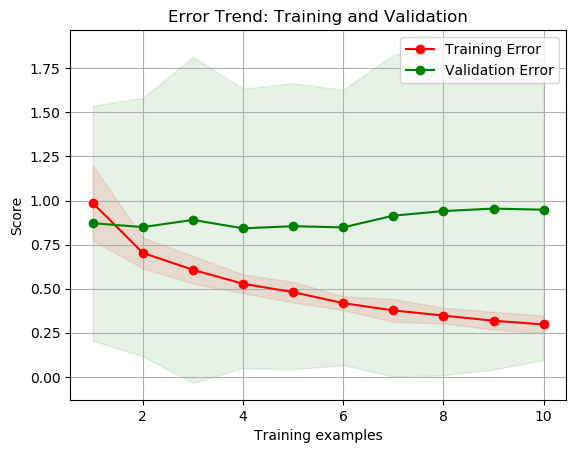 Error Trend: Training and Validation
Training Error
Validation Error
1.75
1.50
1.25
1.00
0.75
0.50
0.25
0.00
Score
2
4
6
8
10
Training examples